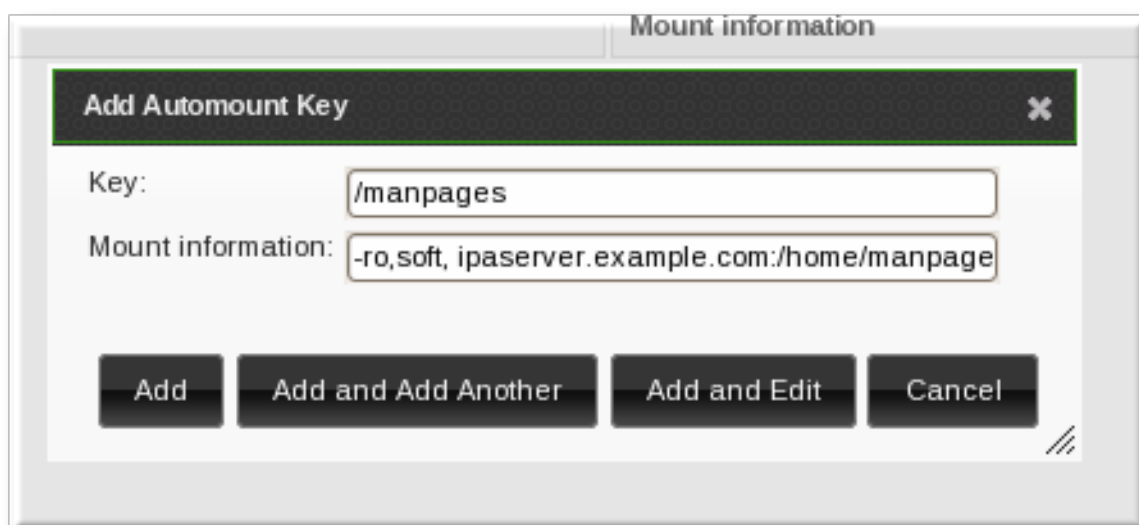 Mount information
Add Automount Key
Key:
/manpages
Mount information:
-ro,soft, ipaserver.example.com:/home/manpage
Add
Add and Add Another
Add and Edit
Cancel